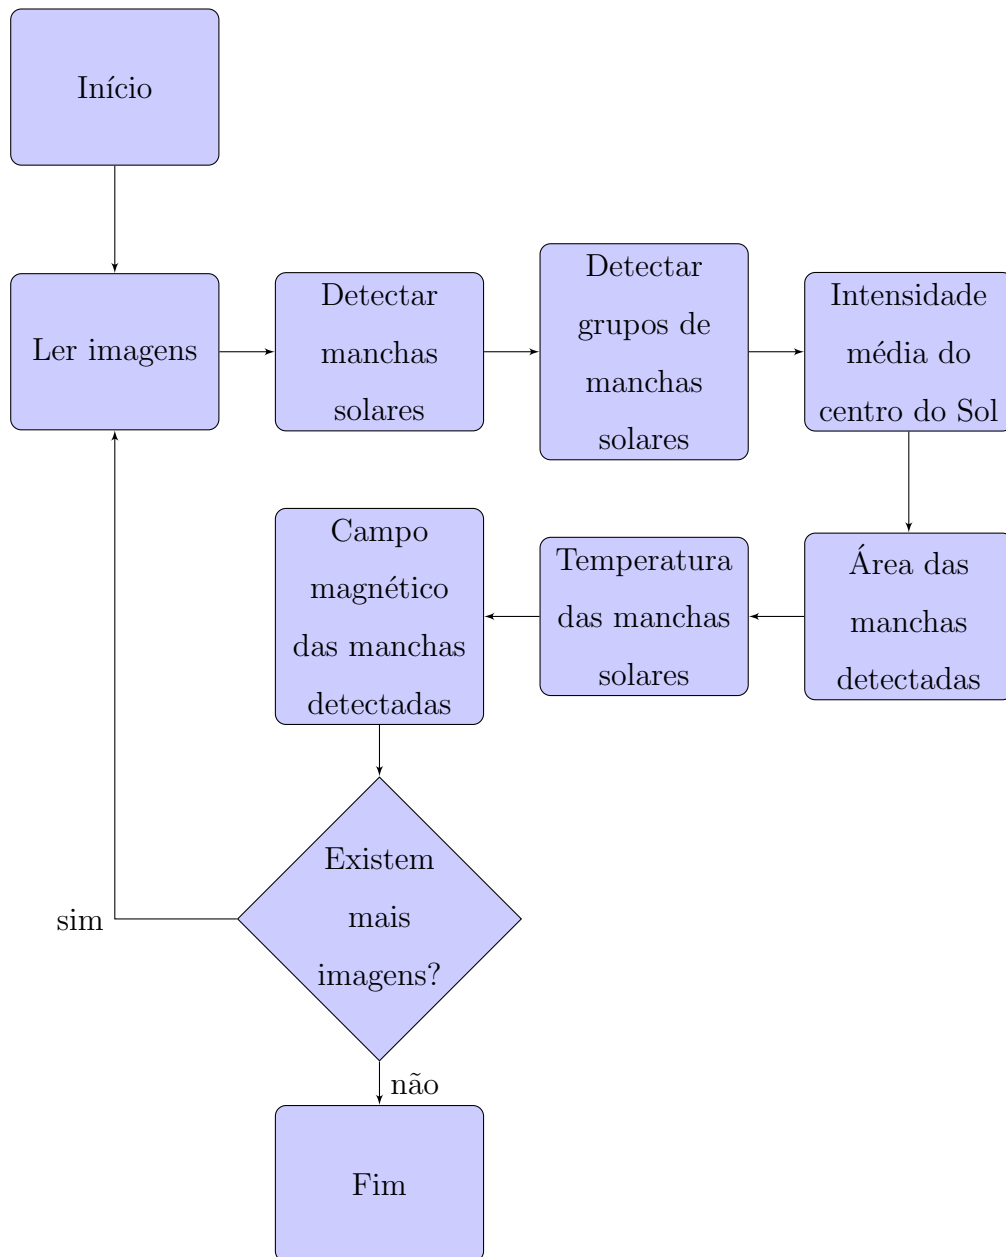 Início
Ler imagens
Detectar
manchas
solares
Detectar
grupos de
manchas
solares
Intensidade
média do
centro do Sol
Área das
manchas
detectadas
Temperatura
das manchas
solares
Campo
magnético
das manchas
detectadas
Existem
mais
imagens?
sim
não
Fim